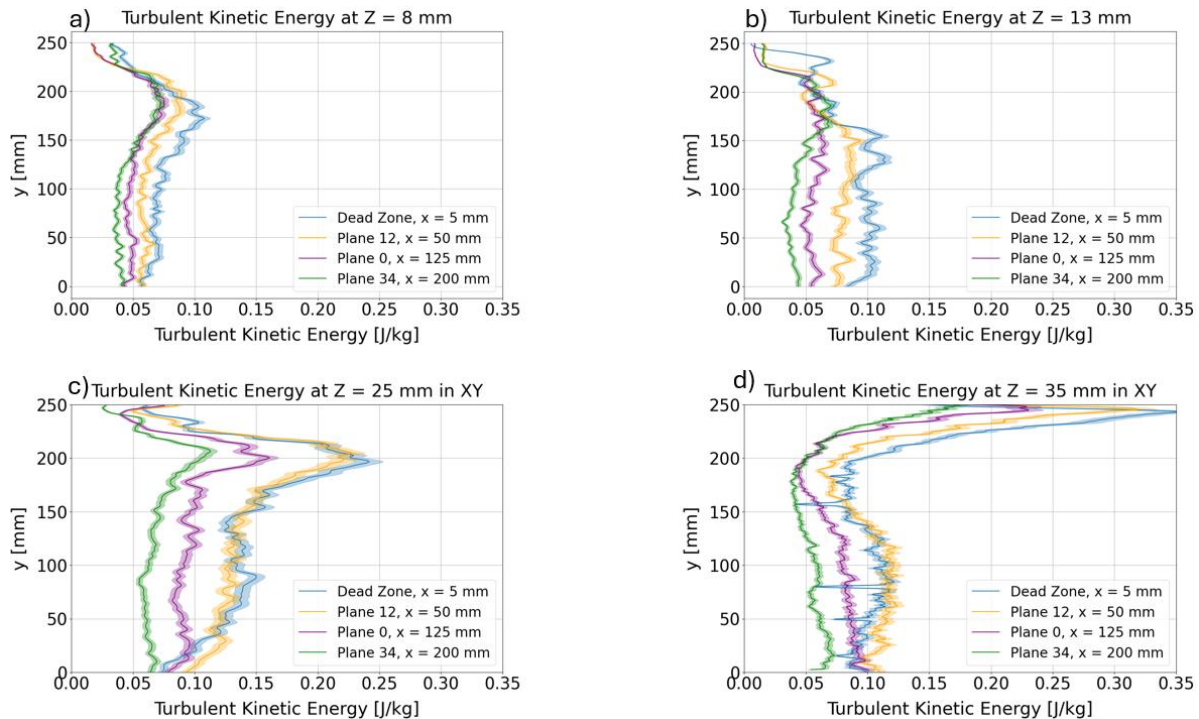 a) Turbulent Kinetic Energy at Z = 8 mm
250
200
150
100
50
0
y [mm]
0.00 0.05 0.10 0.15 0.20 0.25 0.30 0.35
Turbulent Kinetic Energy [J/kg]
Dead Zone, x = 5 mm
Plane 12, x = 50 mm
Plane 0, x = 125 mm
Plane 34, x = 200 mm
b) Turbulent Kinetic Energy at Z = 13 mm
250
200
150
100
50
0
y [mm]
0.00 0.05 0.10 0.15 0.20 0.25 0.30 0.35
Turbulent Kinetic Energy [J/kg]
Dead Zone, x = 5 mm
Plane 12, x = 50 mm
Plane 0, x = 125 mm
Plane 34, x = 200 mm
c) Turbulent Kinetic Energy at Z = 25 mm in XY
250
200
150
100
50
0
y [mm]
0.00 0.05 0.10 0.15 0.20 0.25 0.30 0.35
Turbulent Kinetic Energy [J/kg]
Dead Zone, x = 5 mm
Plane 12, x = 50 mm
Plane 0, x = 125 mm
Plane 34, x = 200 mm
d) Turbulent Kinetic Energy at Z = 35 mm in XY
250
200
150
100
50
0
y [mm]
0.00 0.05 0.10 0.15 0.20 0.25 0.30 0.35
Turbulent Kinetic Energy [J/kg]
Dead Zone, x = 5 mm
Plane 12, x = 50 mm
Plane 0, x = 125 mm
Plane 34, x = 200 mm